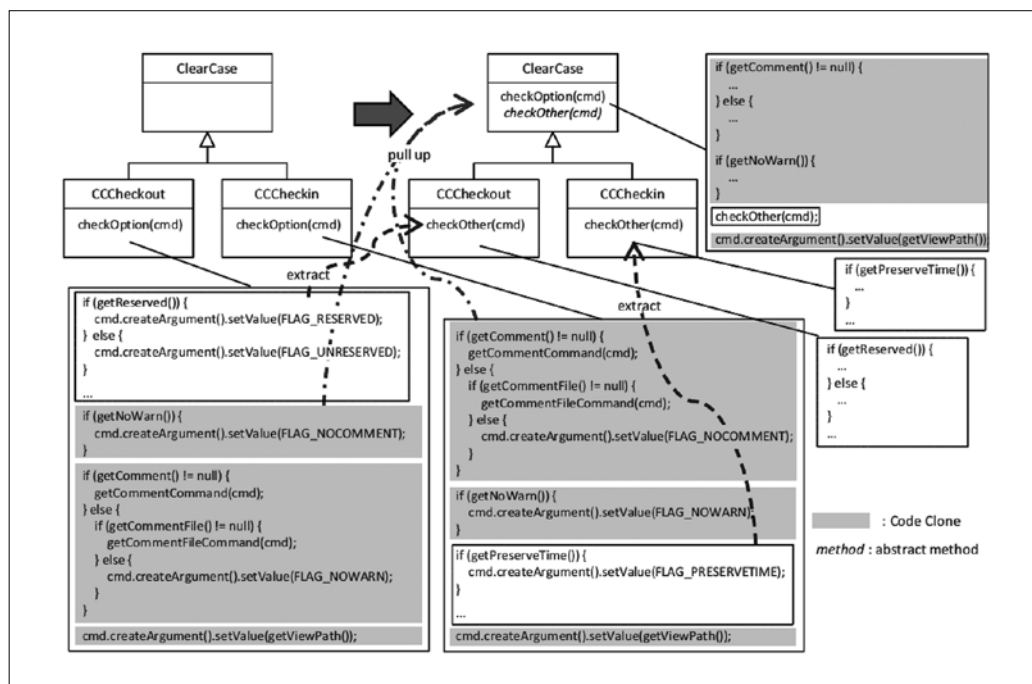 ClearCase
CCCheckout
checkOption(cmd)
CCCheckin
checkOption(cmd)
pull up
ClearCase
checkOption(cmd)
checkOther(cmd)
CCCheckout
checkOther(cmd)
CCCheckin
checkOther(cmd)
if (getComment() != null) {
...
} else {
...
}
if (getNoWarn()) {
...
}
checkOther(cmd);
cmd.createArgument().setValue(getViewPath());
if (getPreserveTime()) {
...
}
...
if (getReserved()) {
...
} else {
...
}
...
extract
extract
if (getReserved()) {
cmd.createArgument().setValue(FLAG_RESERVED);
} else {
cmd.createArgument().setValue(FLAG_UNRESERVED);
}
...
if (getNoWarn()) {
cmd.createArgument().setValue(FLAG_NOCOMMENT);
}
if (getComment() != null) {
getCommentCommand(cmd);
} else {
if (getCommentFile() != null) {
getCommentFileCommand(cmd);
} else {
cmd.createArgument().setValue(FLAG_NOWARN);
}
}
cmd.createArgument().setValue(getViewPath());
if (getComment() != null) {
getCommentCommand(cmd);
} else {
if (getCommentFile() != null) {
getCommentFileCommand(cmd);
} else {
cmd.createArgument().setValue(FLAG_NOCOMMENT);
}
}
if (getNoWarn()) {
cmd.createArgument().setValue(FLAG_NOWARN);
}
if (getPreserveTime()) {
cmd.createArgument().setValue(FLAG_PRESERVETIME);
}
...
cmd.createArgument().setValue(getViewPath());
: Code Clone
method : abstract method